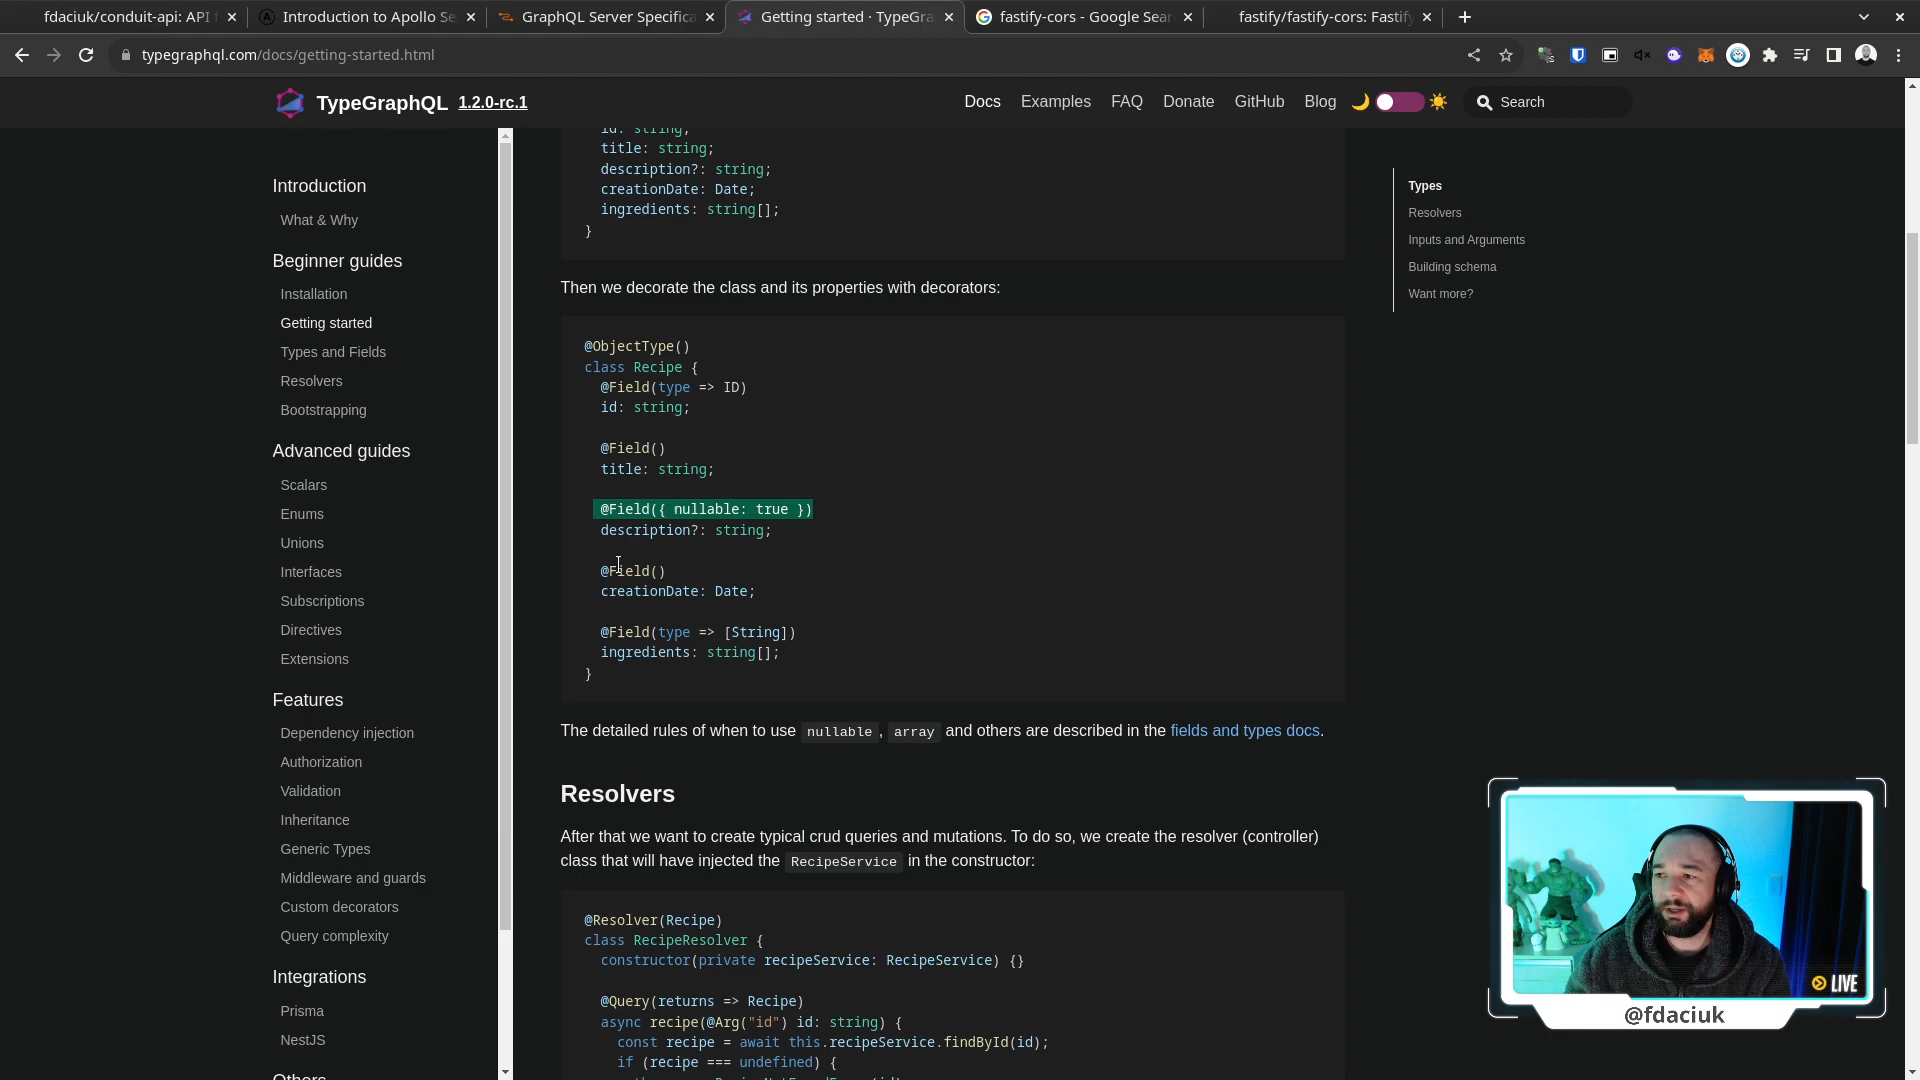 fdaciuk/conduit-api: API f
Introduction to Apollo Se
GraphQL Server Specifica
Getting started · TypeGra
fastify-cors - Google Sear
fastify/fastify-cors: Fastify
typegraphql.com/docs/getting-started.html
TypeGraphQL 1.2.0-rc.1
Docs
Examples
FAQ
Donate
GitHub
Blog
Search
Introduction
What & Why
Beginner guides
Installation
Getting started
Types and Fields
Resolvers
Bootstrapping
Advanced guides
Scalars
Enums
Unions
Interfaces
Subscriptions
Directives
Extensions
Features
Dependency injection
Authorization
Validation
Inheritance
Generic Types
Middleware and guards
Custom decorators
Query complexity
Integrations
Prisma
NestJS
Others
id: string;
title: string;
description?: string;
creationDate: Date;
ingredients: string[];
}
Then we decorate the class and its properties with decorators:
@ObjectType()
class Recipe {
@Field(type => ID)
id: string;
@Field()
title: string;
@Field({ nullable: true })
description?: string;
@Field()
creationDate: Date;
@Field(type => [String])
ingredients: string[];
}
The detailed rules of when to use nullable, array and others are described in the fields and types docs.
Resolvers
After that we want to create typical crud queries and mutations. To do so, we create the resolver (controller)
class that will have injected the RecipeService in the constructor:
@Resolver(Recipe)
class RecipeResolver {
constructor(private recipeService: RecipeService) {}
@Query(returns => Recipe)
async recipe(@Arg("id") id: string) {
const recipe = await this.recipeService.findById(id);
if (recipe === undefined) {
Types
Resolvers
Inputs and Arguments
Building schema
Want more?
LIVE
@fdaciuk